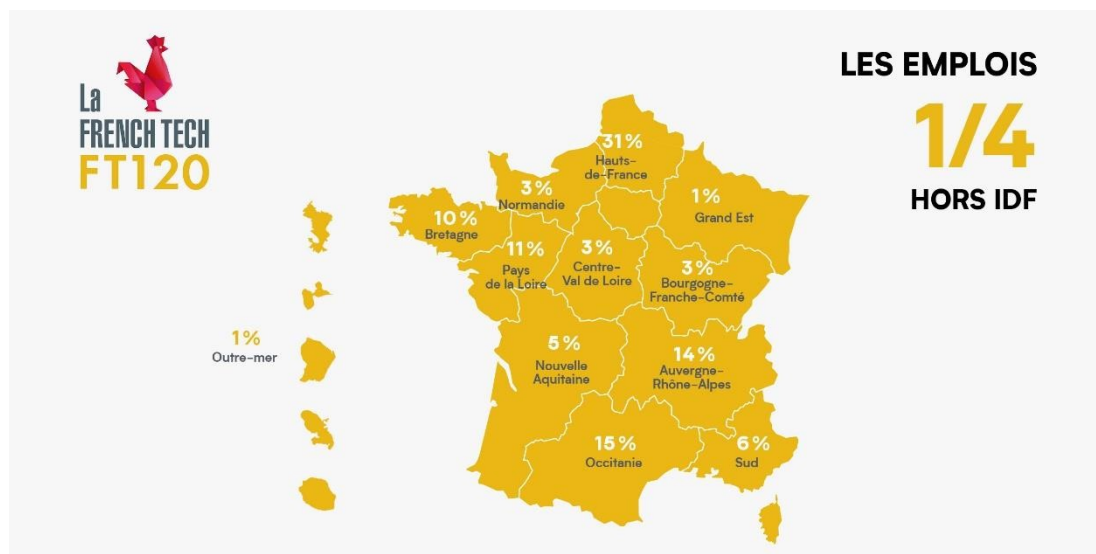 La
FRENCH TECH
FT120
LES EMPLOIS
1/4
HORS IDF
31 %
Hauts-
de-France
3 %
Normandie
1 %
Grand Est
10 %
Bretagne
11 %
Pays
de la Loire
3 %
Centre-
Val de Loire
3 %
Bourgogne-
Franche-Comté
1 %
Outre-mer
5 %
Nouvelle
Aquitaine
14 %
Auvergne-
Rhône-Alpes
15 %
Occitanie
6 %
Sud